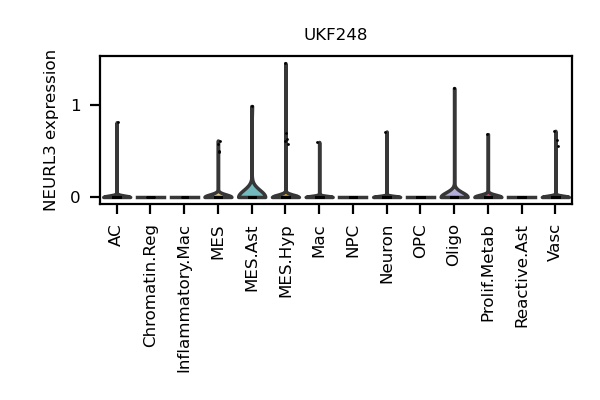 UKF248
NEURL3 expression
1
0
AC
Chromatin.Reg
Inflammatory.Mac
MES
MES.Ast
MES.Hyp
Mac
NPC
Neuron
OPC
Oligo
Prolif.Metab
Reactive.Ast
Vasc